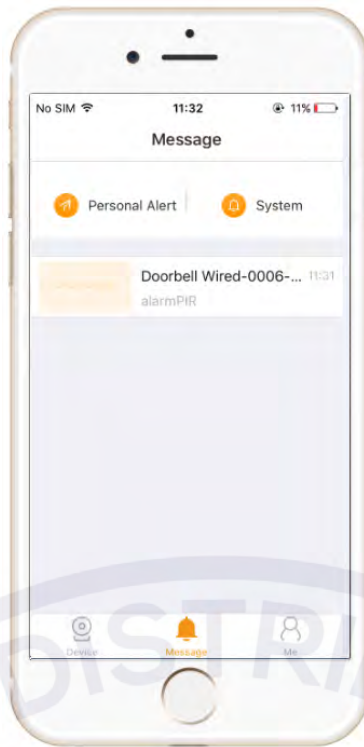 No SIM 11:32 11%
Message
Personal Alert System
Doorbell Wired-0006-... 11:31
alarmPIR
Device Message Me